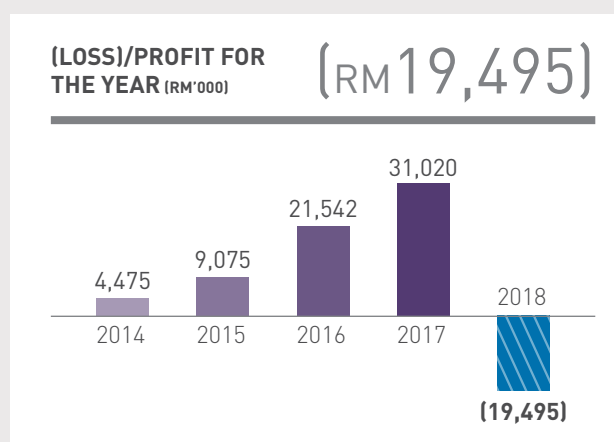 (LOSS)/PROFIT FOR
THE YEAR (RM'000)
(RM19,495)
31,020
21,542
9,075
4,475
2018
2014 2015 2016 2017
(19,495)